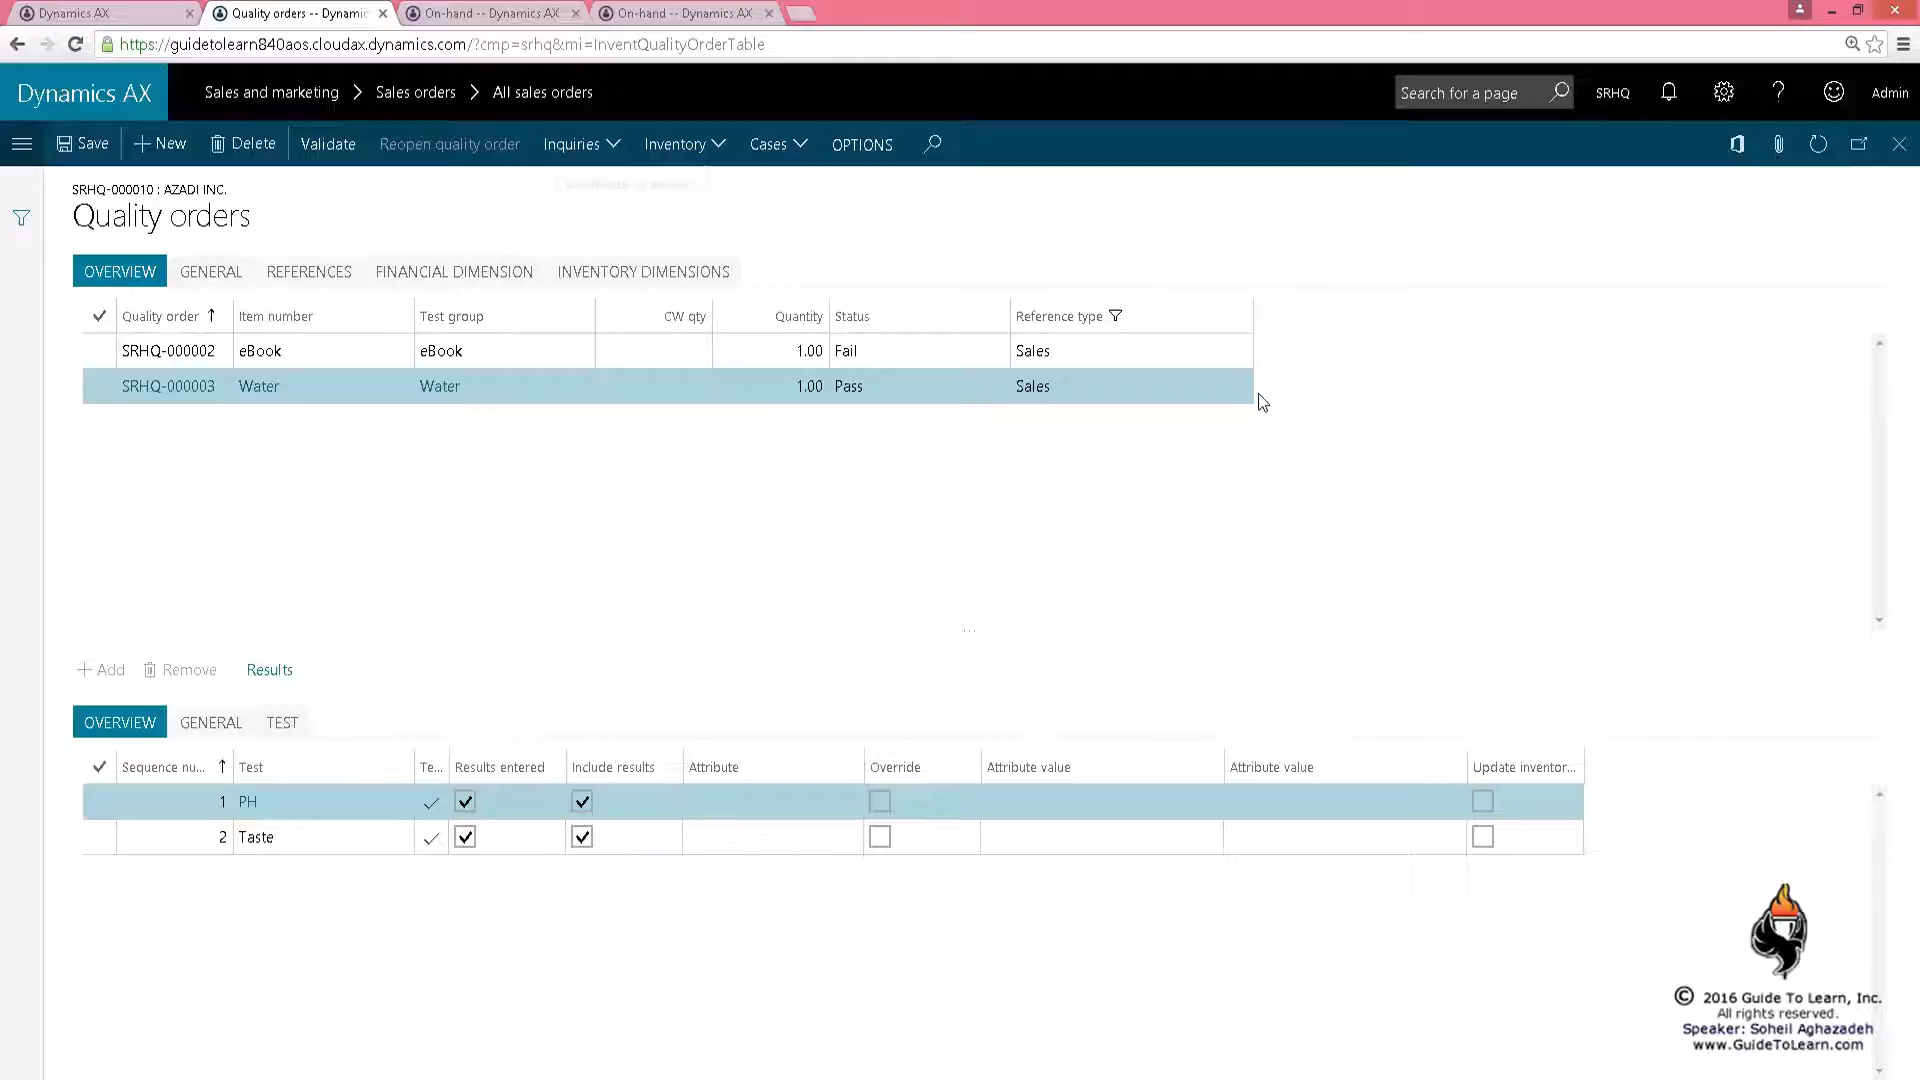 Dynamics AX
Quality orders -- Dynamic
On-hand -- Dynamics AX
On-hand -- Dynamics AX
https://guidetolearn840aos.cloudax.dynamics.com/?cmp=srhq&mi=InventQualityOrderTable
Dynamics AX
Sales and marketing > Sales orders > All sales orders
Search for a page
SRHQ
Admin
Save
New
Delete
Validate
Reopen quality order
Inquiries
Inventory
Cases
OPTIONS
SRHQ-000010 : AZADI INC.
Quality orders
OVERVIEW GENERAL REFERENCES FINANCIAL DIMENSION INVENTORY DIMENSIONS
Quality order Item number Test group CW qty Quantity Status Reference type
SRHQ-000002 eBook eBook 1.00 Fail Sales
SRHQ-000003 Water Water 1.00 Pass Sales
...
Add Remove Results
OVERVIEW GENERAL TEST
Sequence nu... Test Te... Results entered Include results Attribute Override Attribute value Attribute value Update inventor...
1 PH
2 Taste
© 2016 Guide To Learn, Inc.
All rights reserved.
Speaker: Soheil Aghazadeh
www.GuideToLearn.com